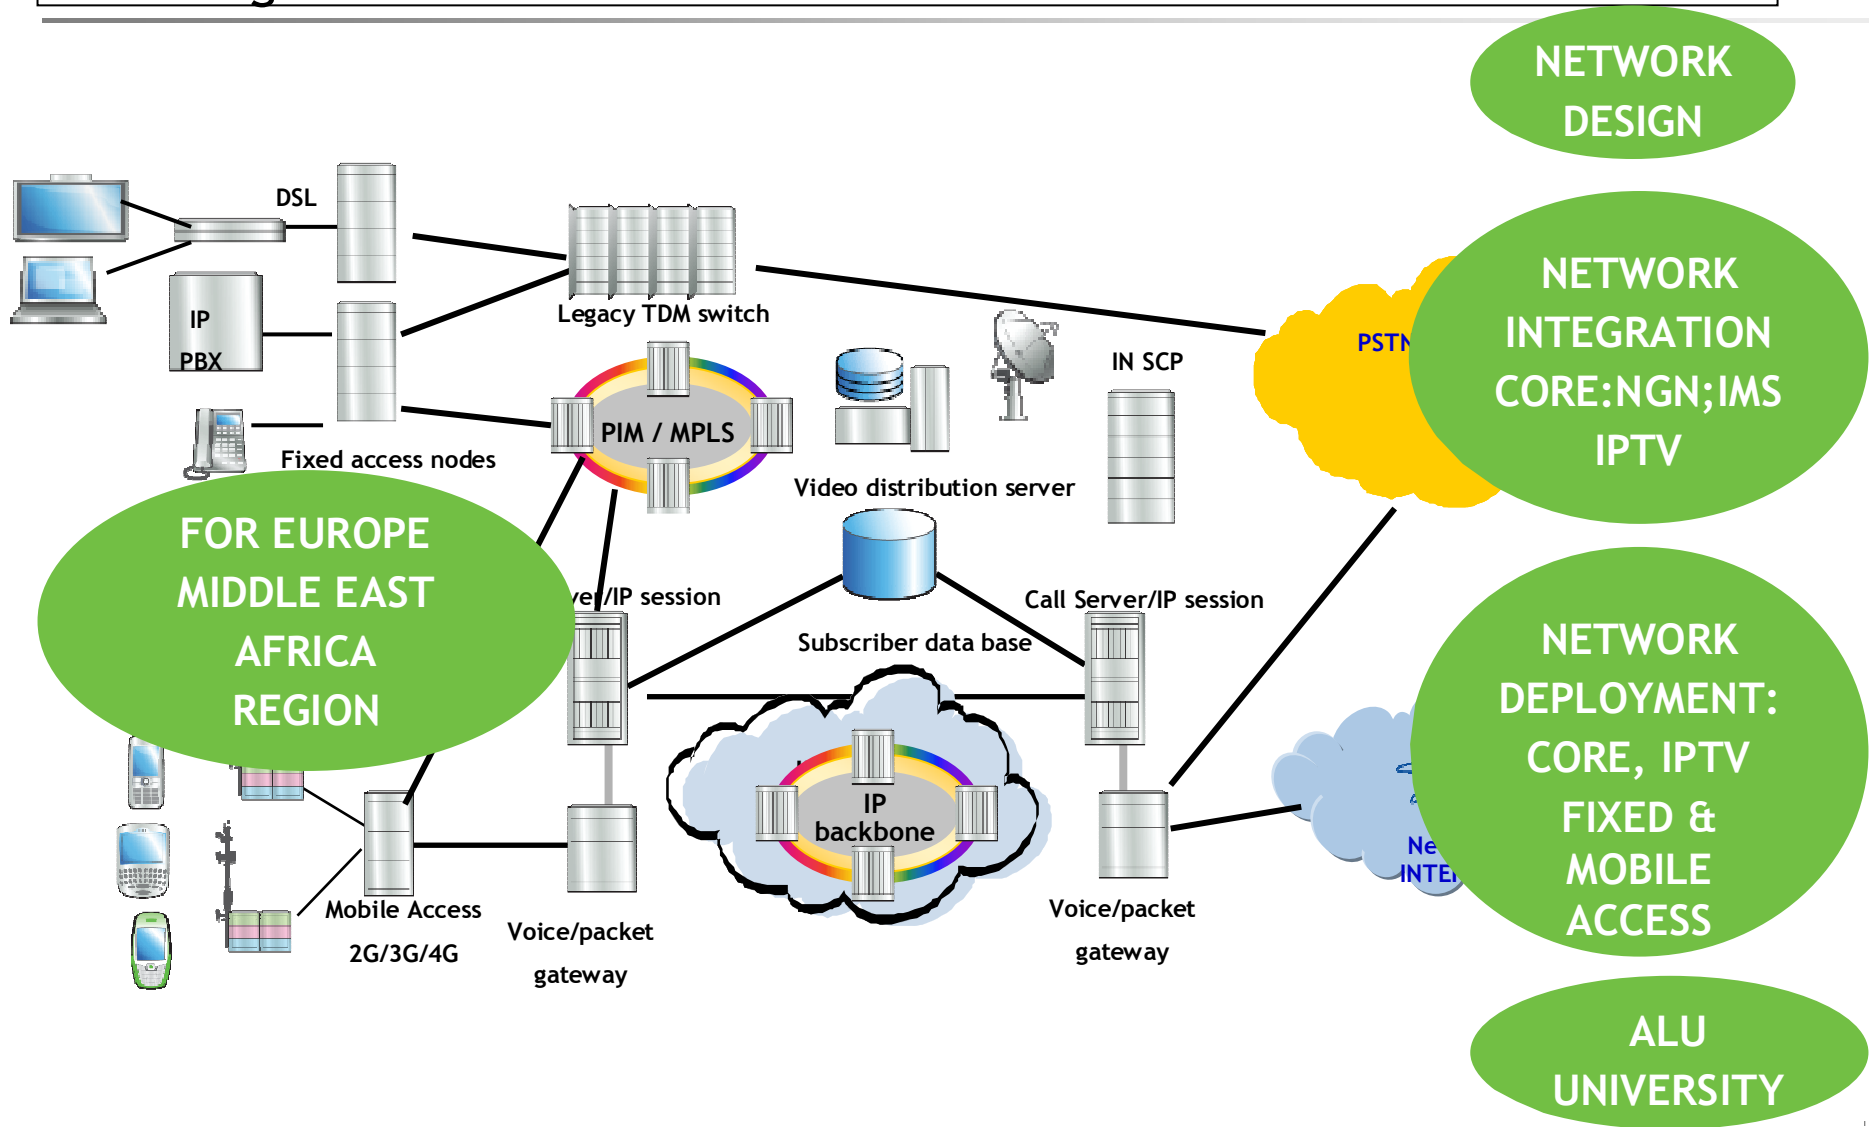 NETWORK
DESIGN
DSL
IP
PBX
Legacy TDM switch
IN SCP
NETWORK
INTEGRATION
CORE:NGN;IMS
IPTV
PIM / MPLS
Fixed access nodes
Video distribution server
FOR EUROPE
MIDDLE EAST
AFRICA
REGION
/IP session
Call Server/IP session
Subscriber data base
IP
backbone
NETWORK
DEPLOYMENT:
CORE, IPTV
FIXED &
MOBILE
ACCESS
Mobile Access
2G/3G/4G
Voice/packet
gateway
Voice/packet
gateway
ALU
UNIVERSITY